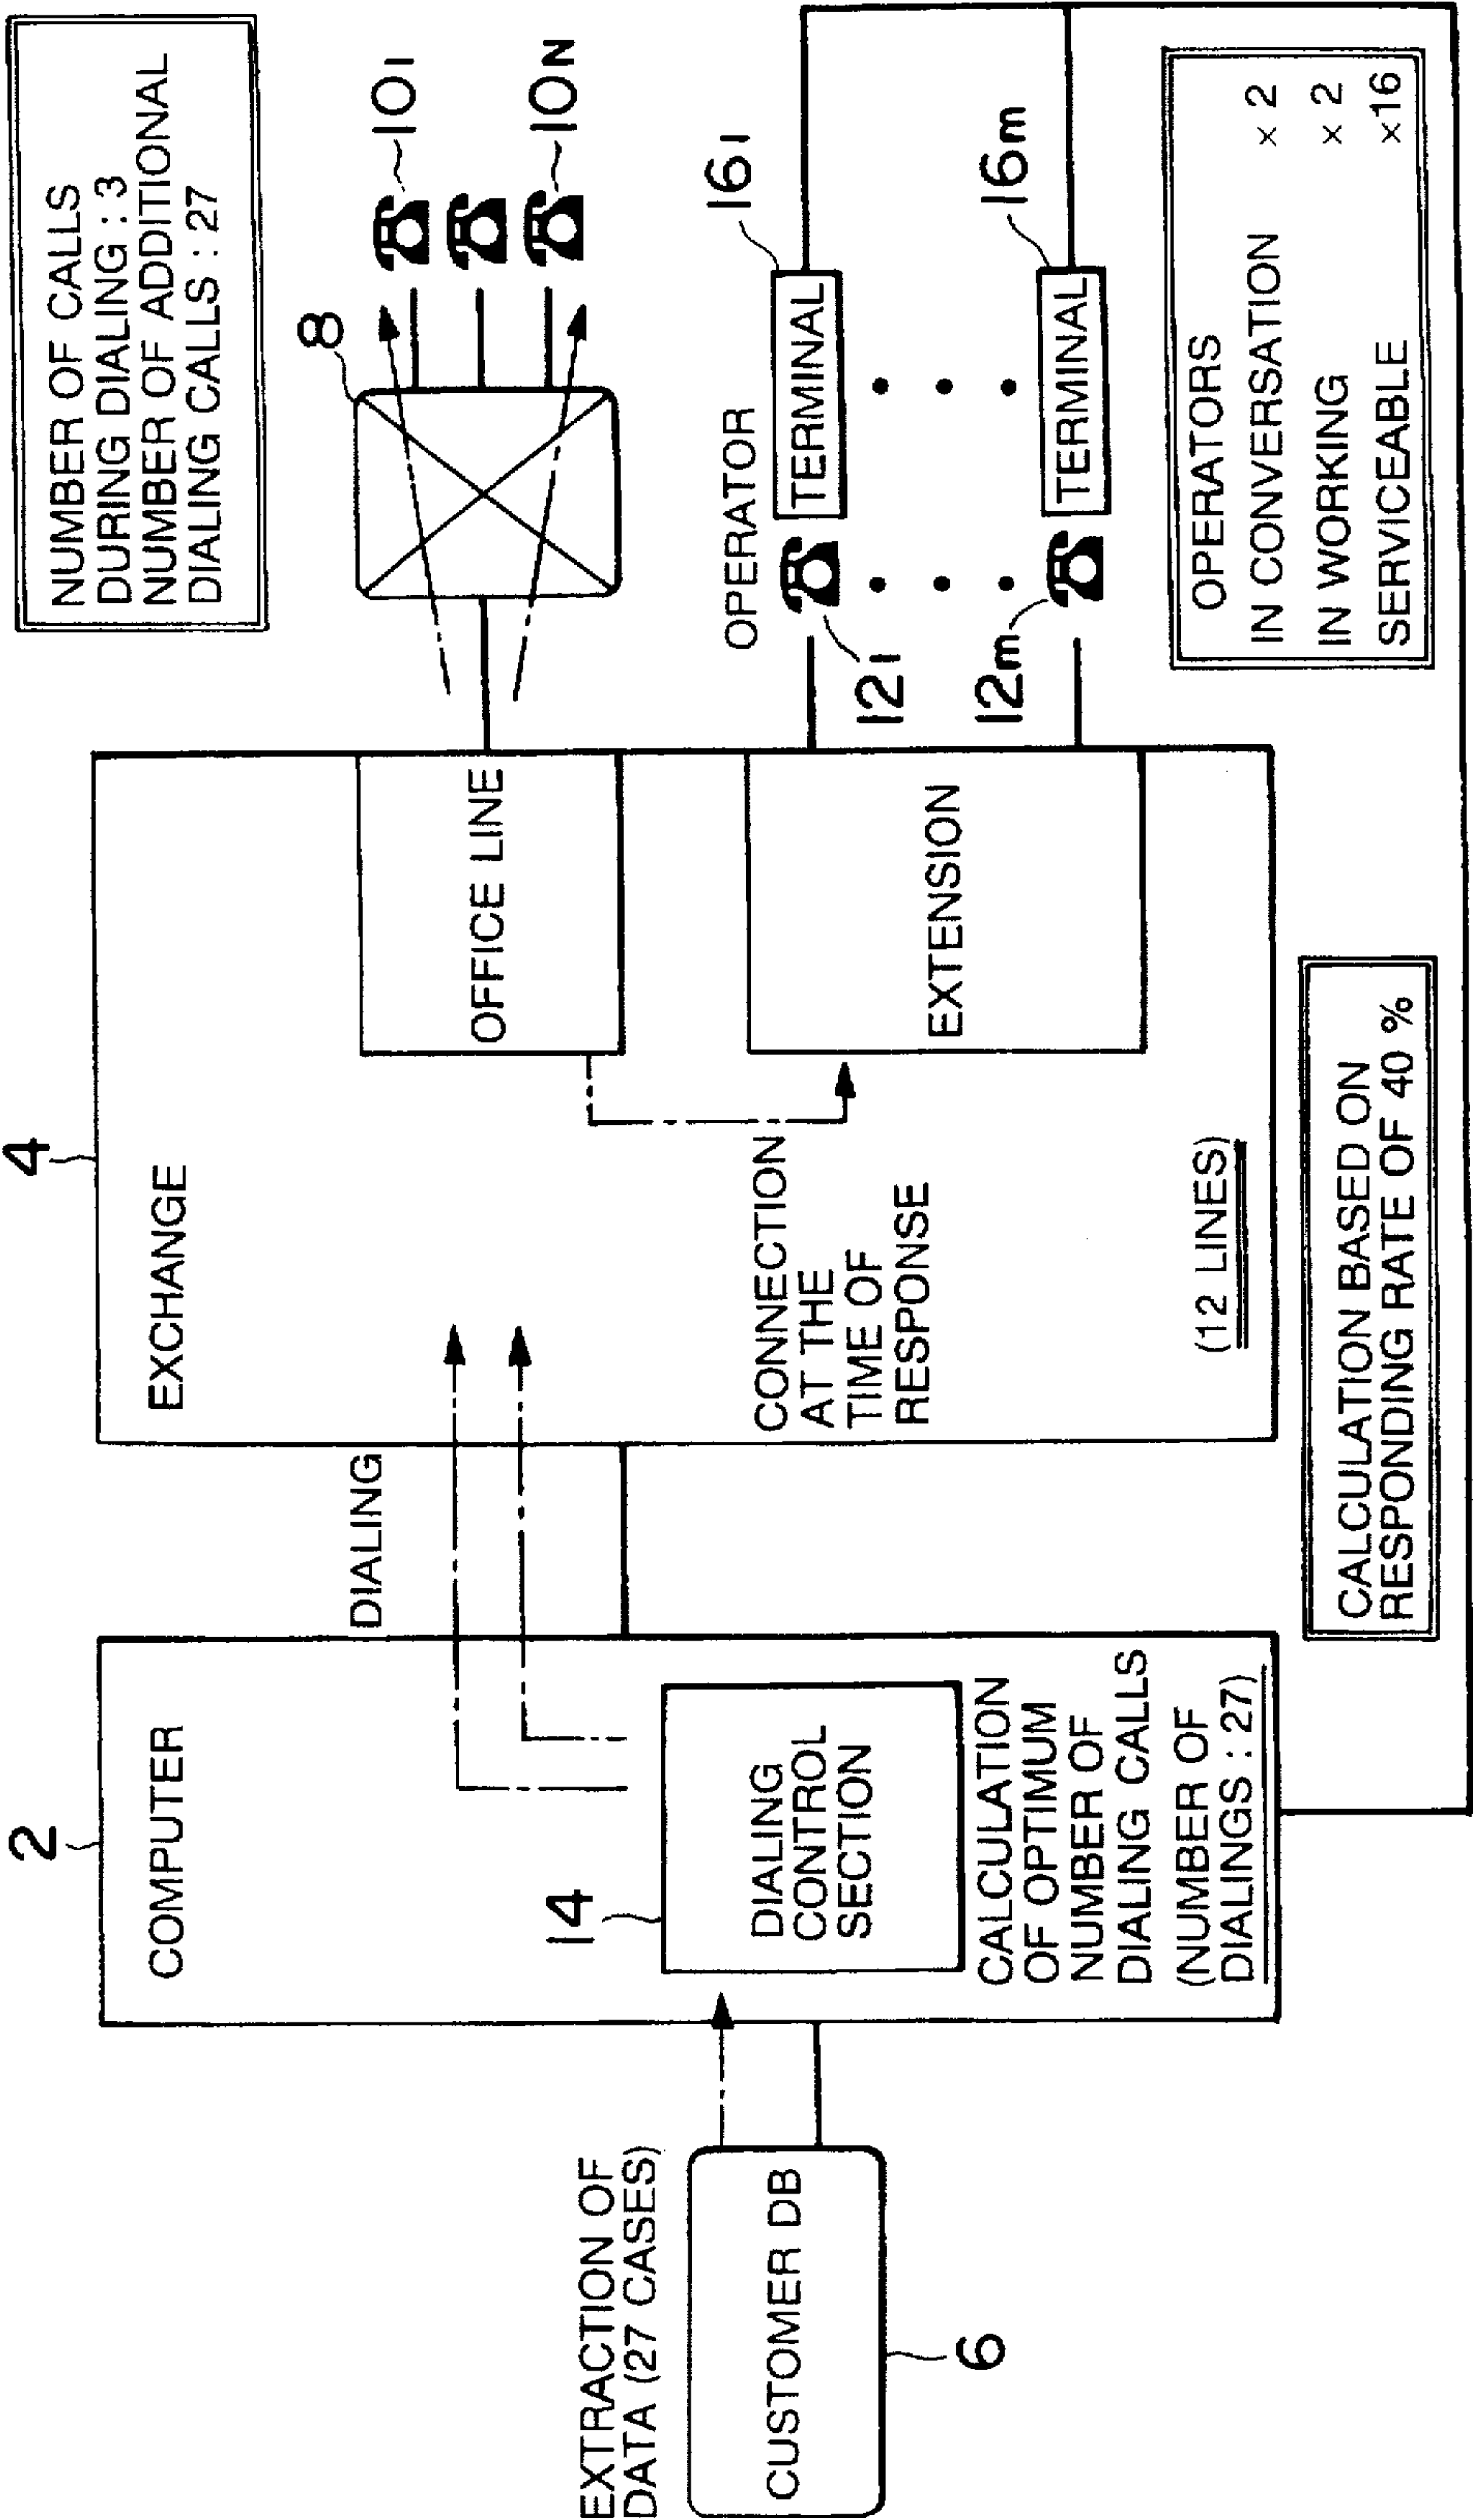 NUMBER OF CALLS
DURING DIALING : 3
NUMBER OF ADDITIONAL
DIALING CALLS : 27
2
COMPUTER
14
DIALING
CONTROL
SECTION
CALCULATION
OF OPTIMUM
NUMBER OF
DIALING CALLS
(NUMBER OF
DIALINGS : 27)
EXTRACTION OF
DATA (27 CASES)
CUSTOMER DB
6
DIALING
4
EXCHANGE
OFFICE LINE
CONNECTION
AT THE
TIME OF
RESPONSE
EXTENSION
(12 LINES)
8
101
10N
OPERATOR
121
12m
TERMINAL
161
TERMINAL
16m
CALCULATION BASED ON
RESPONDING RATE OF 40 %
OPERATORS
IN CONVERSATION × 2
IN WORKING × 2
SERVICEABLE ×16